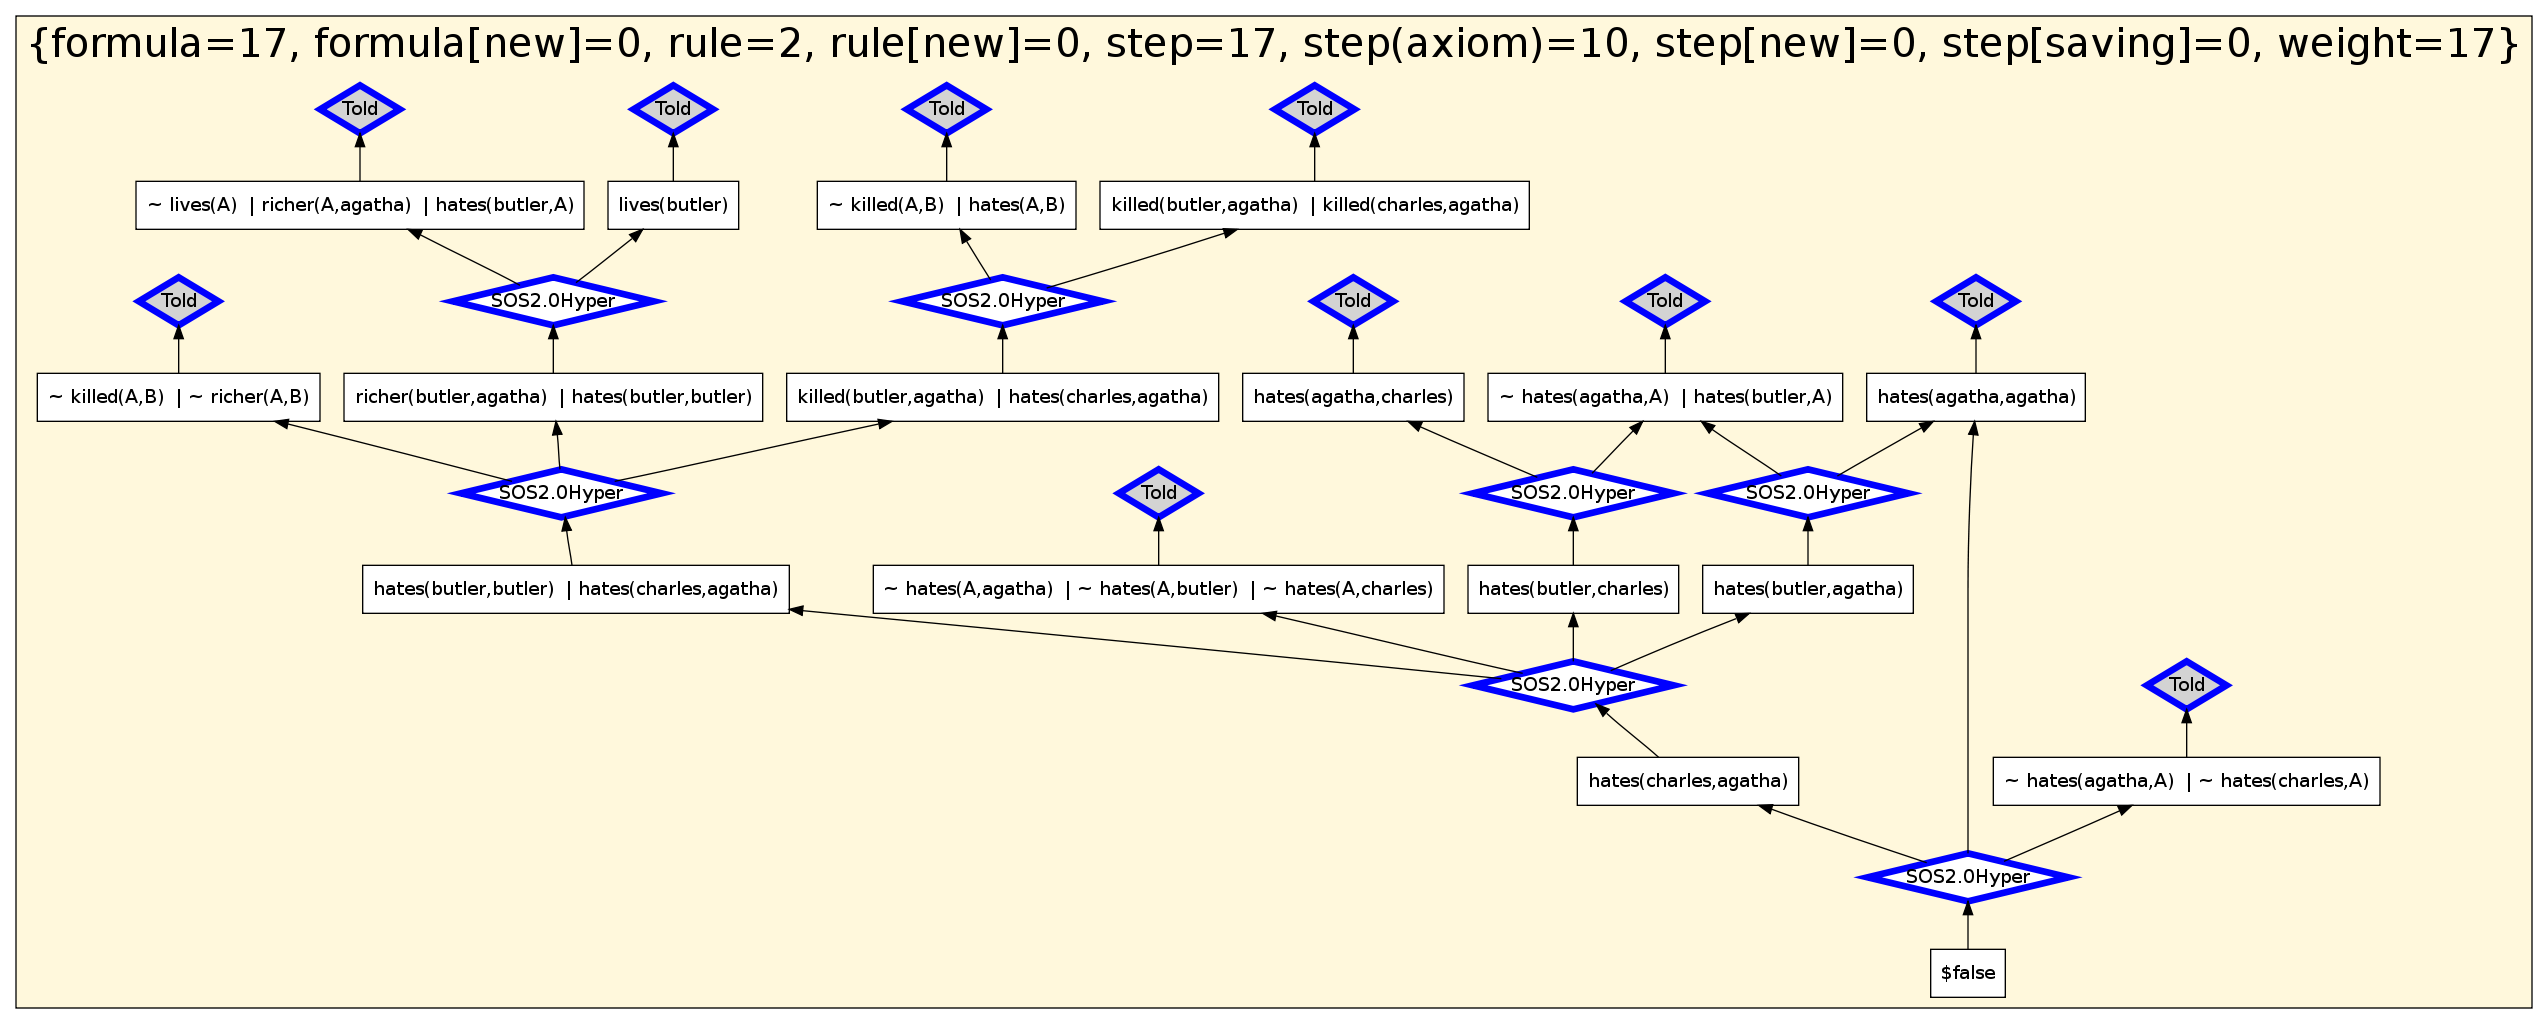 {formula=17, formula[new]=0, rule=2, rule[new]=0, step=17, step(axiom)=10, step[new]=0, step[saving]=0, weight=17}
Told
Told
Told
Told
~ lives(A) | richer(A,agatha) | hates(butler,A)
lives(butler)
~ killed(A,B) | hates(A,B)
killed(butler,agatha) | killed(charles,agatha)
Told
SOS2.0Hyper
SOS2.0Hyper
Told
Told
Told
~ killed(A,B) | ~ richer(A,B)
richer(butler,agatha) | hates(butler,butler)
killed(butler,agatha) | hates(charles,agatha)
hates(agatha,charles)
~ hates(agatha,A) | hates(butler,A)
hates(agatha,agatha)
SOS2.0Hyper
Told
SOS2.0Hyper
SOS2.0Hyper
hates(butler,butler) | hates(charles,agatha)
~ hates(A,agatha) | ~ hates(A,butler) | ~ hates(A,charles)
hates(butler,charles)
hates(butler,agatha)
SOS2.0Hyper
Told
hates(charles,agatha)
~ hates(agatha,A) | ~ hates(charles,A)
SOS2.0Hyper
$false